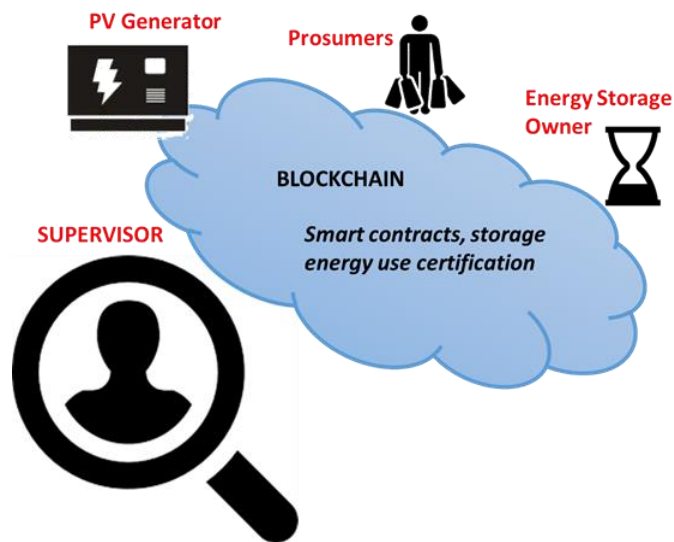 PV Generator
Prosumers
Energy Storage
Owner
BLOCKCHAIN
SUPERVISOR
Smart contracts, storage
energy use certification